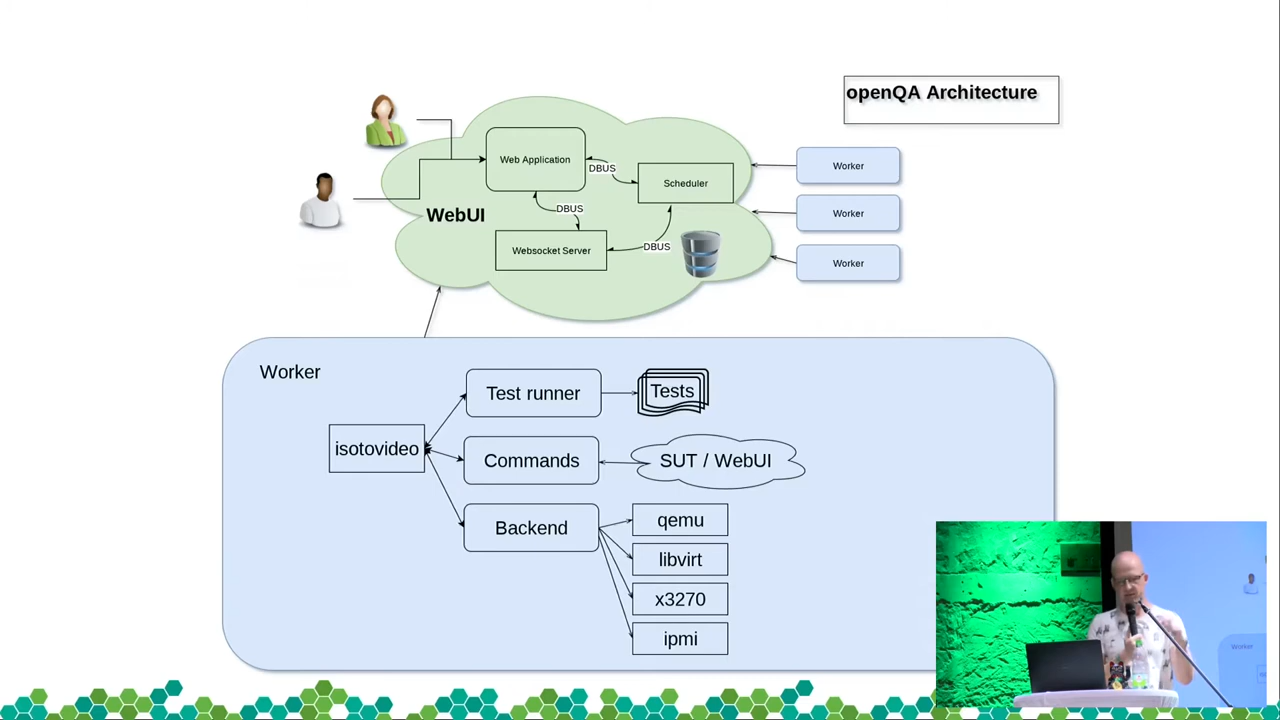 openQA Architecture
Web Application
DBUS
Scheduler
WebUI
DBUS
Websocket Server
DBUS
Worker
Worker
Worker
Worker
Test runner
Tests
isotovideo
Commands
SUT / WebUI
Backend
qemu
libvirt
x3270
ipmi
Worker